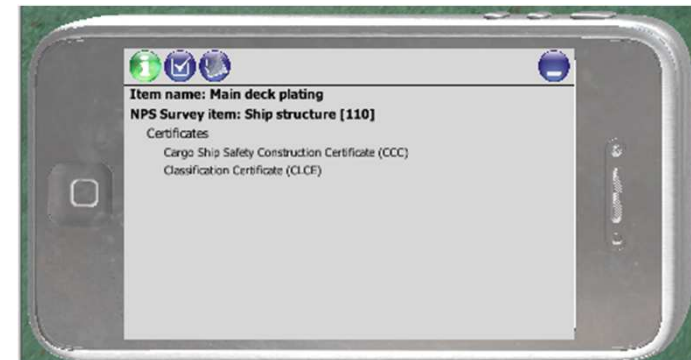 Item name: Main deck plating
NPS Survey item: Ship structure [110]
Certificates
Cargo Ship Safety Construction Certificate (CCC)
Classification Certificate (CLCE)